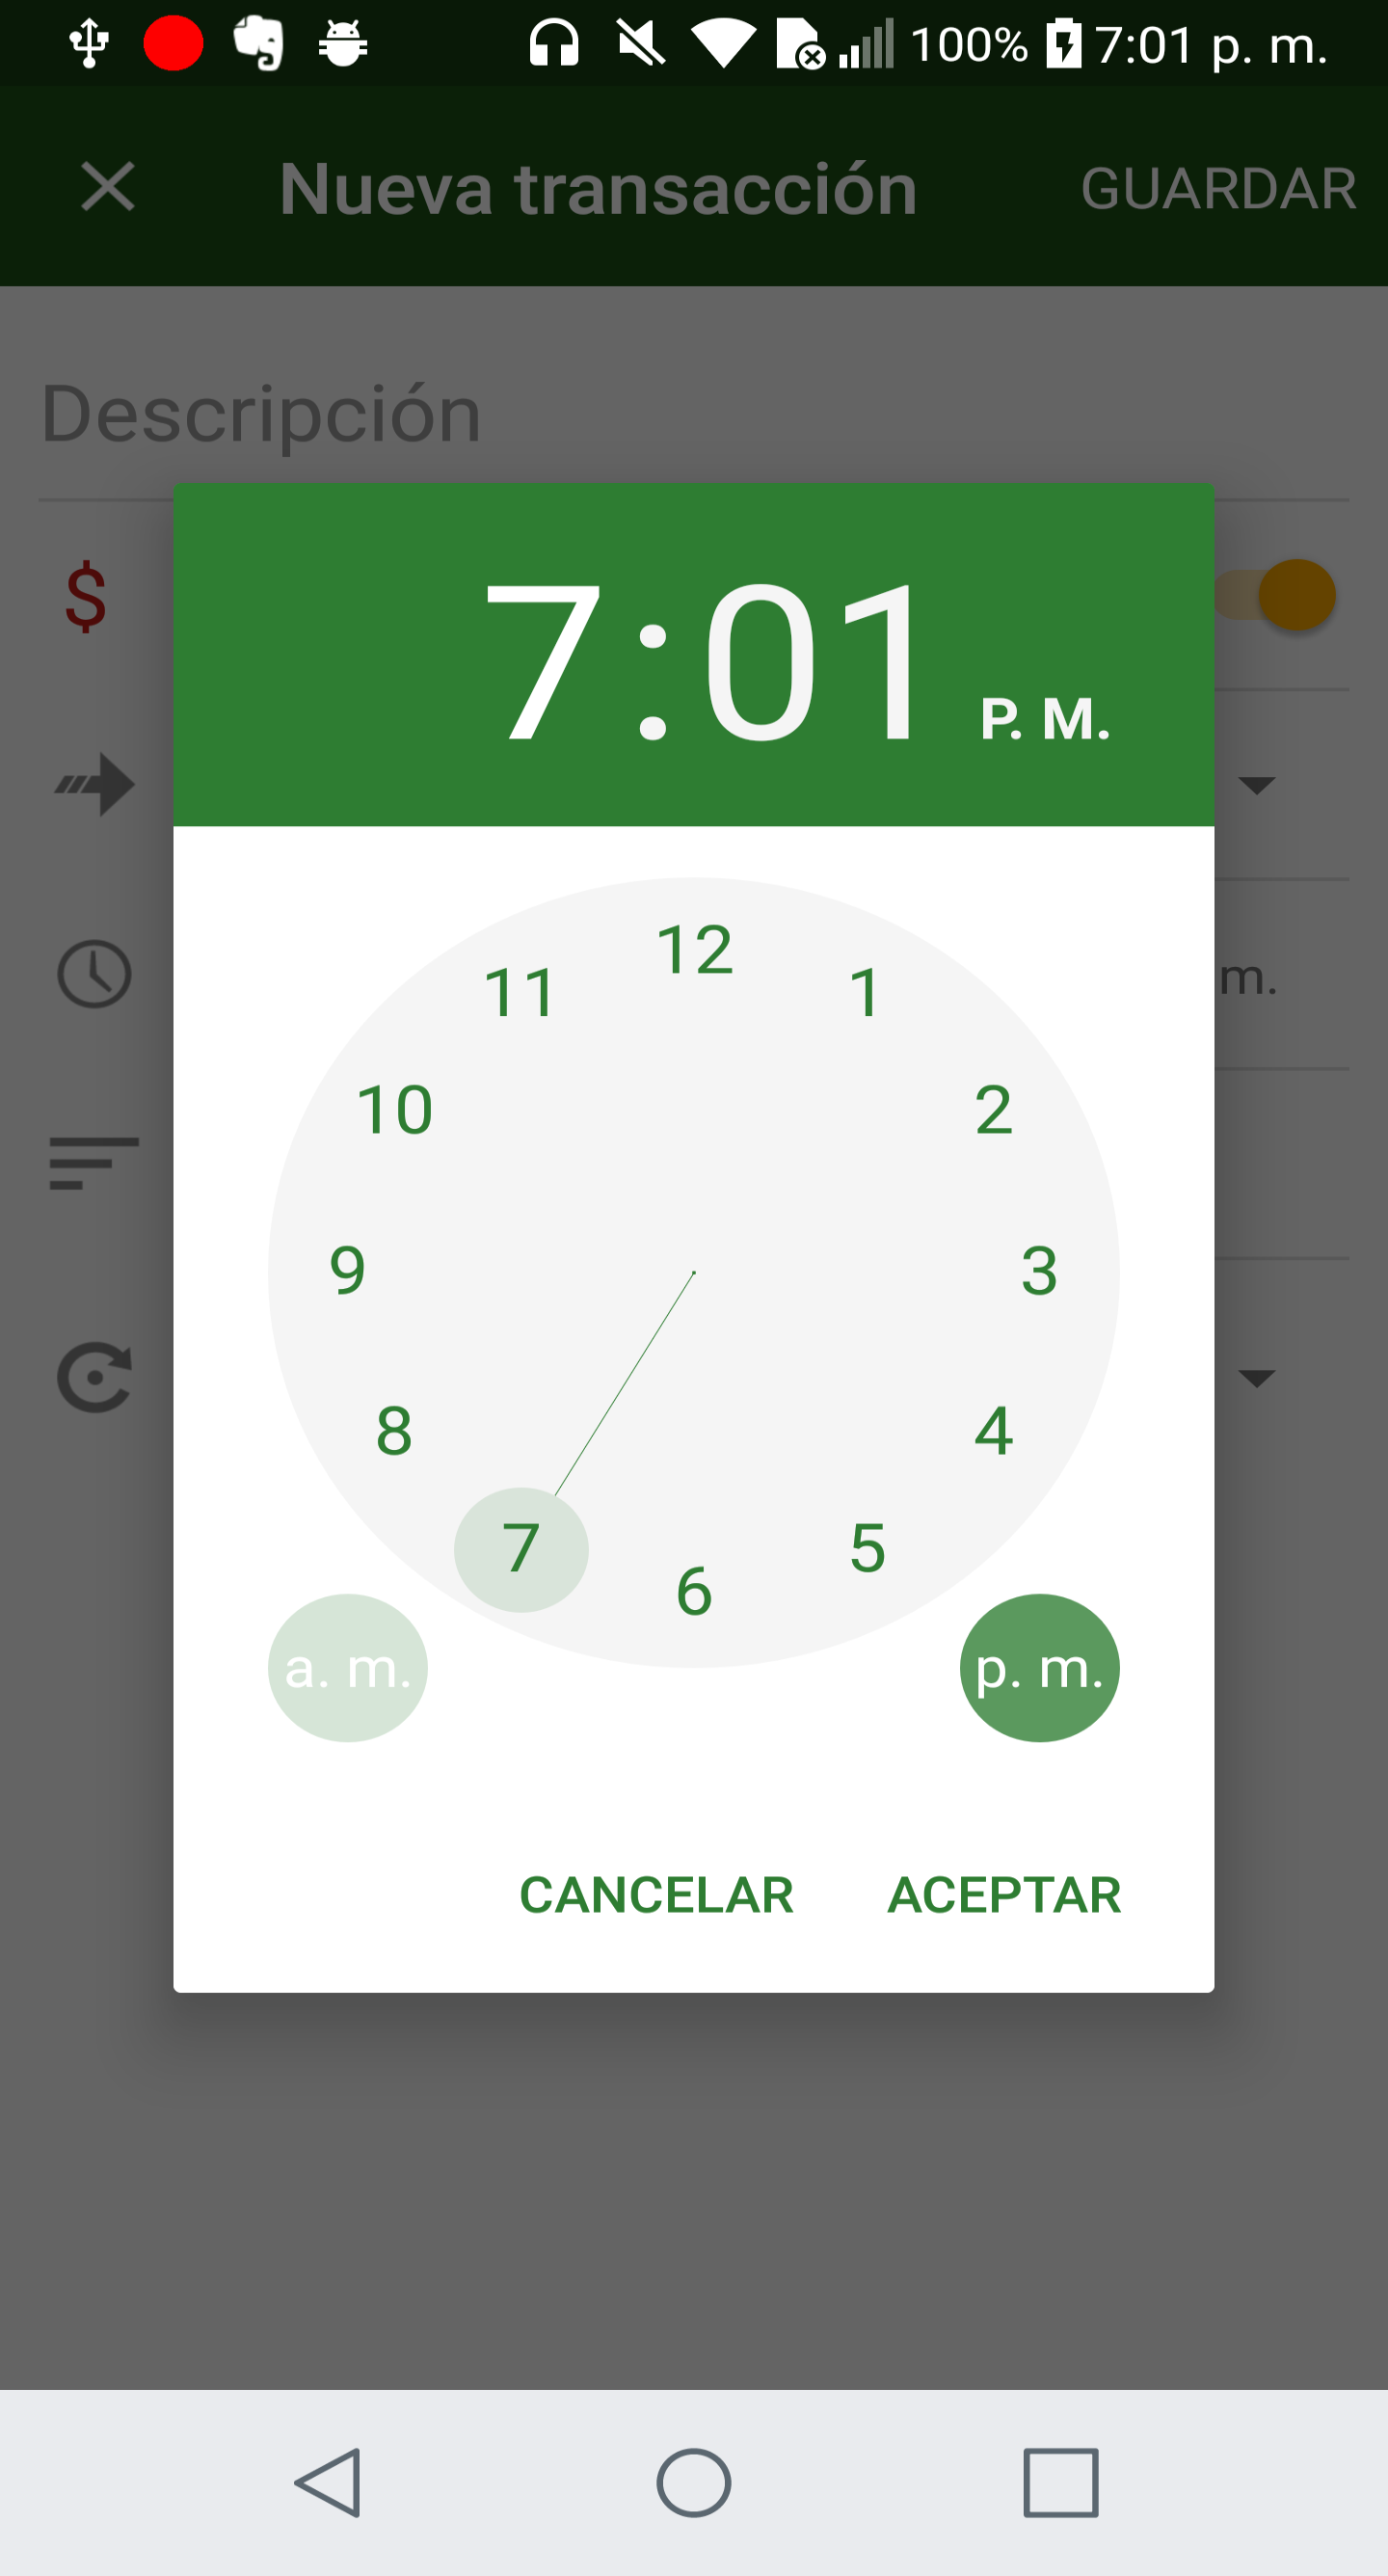 100% 7:01 p. m.
Nueva transacción GUARDAR
Descripción
$
7:01 P. M.
12
11 1
10 2
9 3
m.
8 4
7 5
6
a. m. p. m.
CANCELAR ACEPTAR